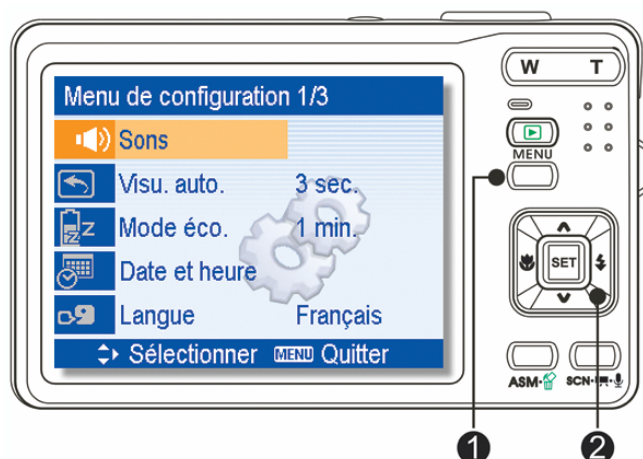 Menu de configuration 1/3
Sons
Visu. auto. 3 sec.
Mode éco. 1 min.
Date et heure
Langue Français
Sélectionner MENU Quitter
W T
MENU
SET
ASM SCN
1 2